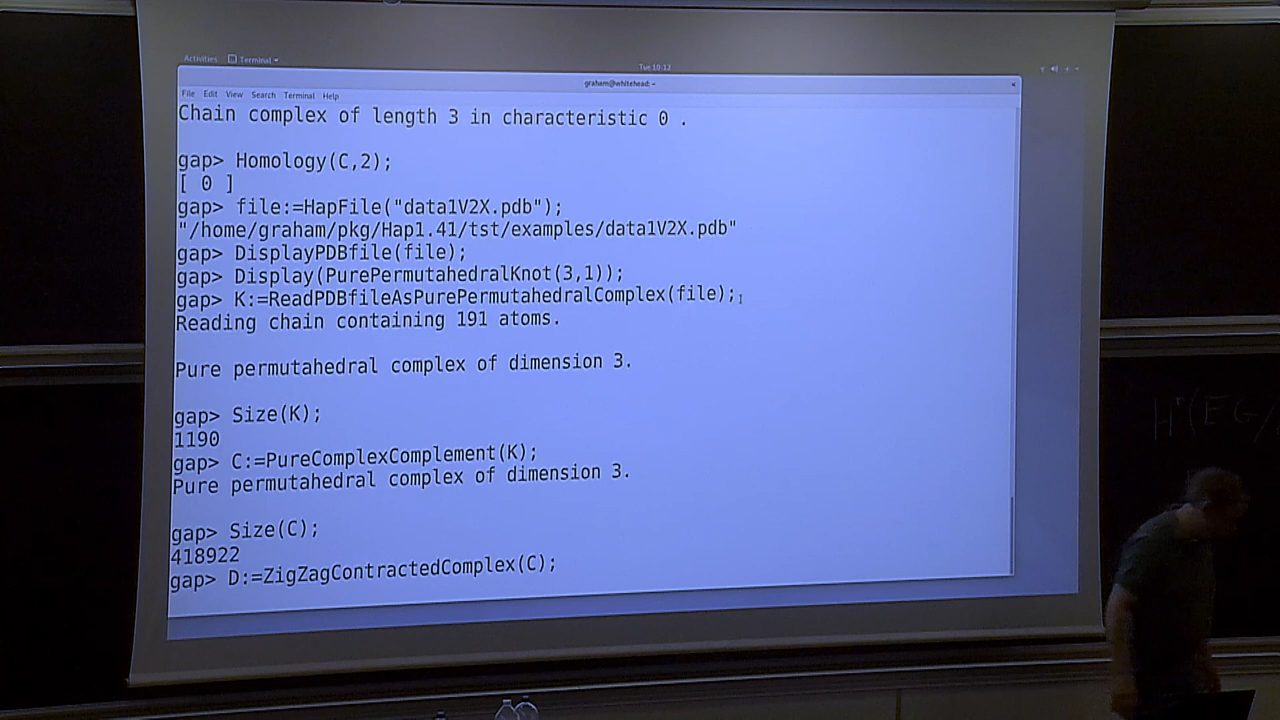 Activities Terminal
Tue 10:12
graham@whitehead:~
File Edit View Search Terminal Help
Chain complex of length 3 in characteristic 0 .
gap> Homology(C,2);
[ 0 ]
gap> file:=HapFile("data1V2X.pdb");
"/home/graham/pkg/Hap1.41/tst/examples/data1V2X.pdb"
gap> DisplayPDBfile(file);
gap> Display(PurePermutahedralKnot(3,1));
gap> K:=ReadPDBfileAsPurePermutahedralComplex(file);
Reading chain containing 191 atoms.
Pure permutahedral complex of dimension 3.
gap> Size(K);
1190
gap> C:=PureComplexComplement(K);
Pure permutahedral complex of dimension 3.
gap> Size(C);
418922
gap> D:=ZigZagContractedComplex(C);